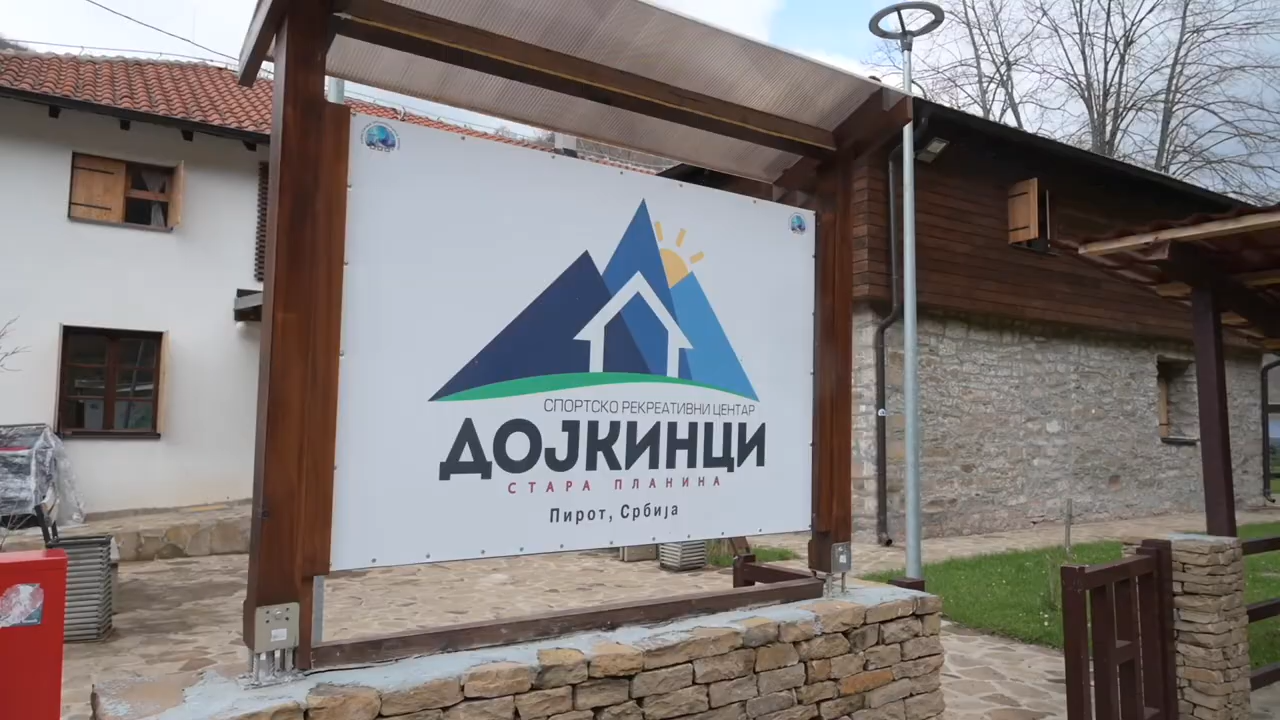 СПОРТСКО РЕКРЕАТИВНИ ЦЕНТАР
ДОЈКИНЦИ
СТАРА ПЛАНИНА
Пирот, Србија